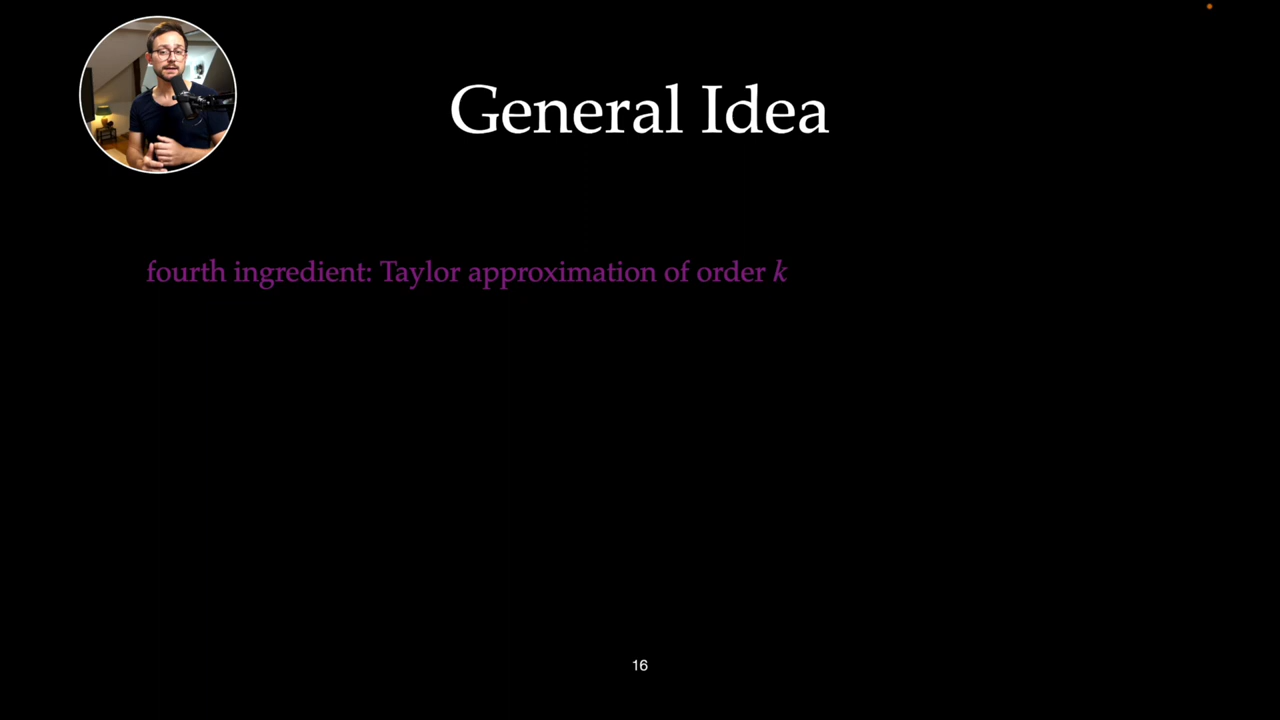 General Idea
fourth ingredient: Taylor approximation of order k
16